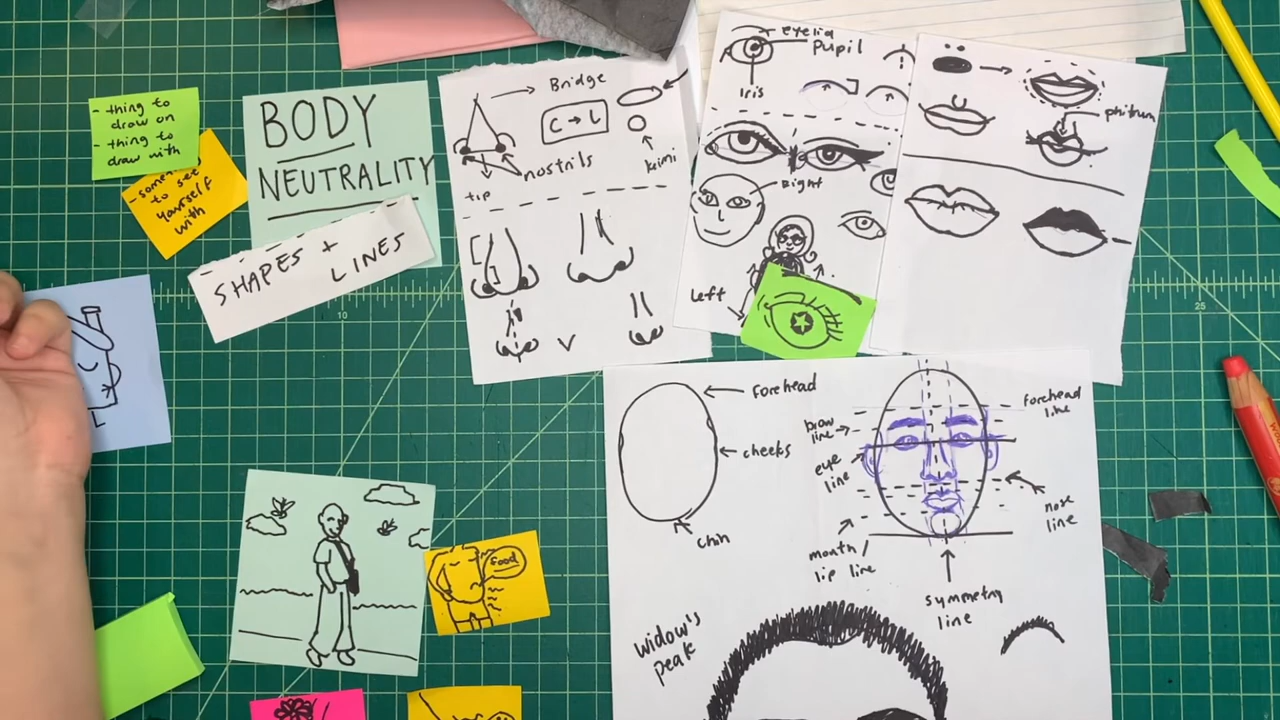 - thing to
draw on
- thing to
draw with
to see
yourself
with
BODY
NEUTRALITY
SHAPES +
LINES
10
Bridge
C → L
nostrils
tip
V
eyelid
Pupil
Iris
Right
Left
philtrum
25
Forehead
cheeks
chin
brow
line
eye
line
mouth/
lip line
forehead
line
nose
line
symmetry
line
Widow's
peak
food